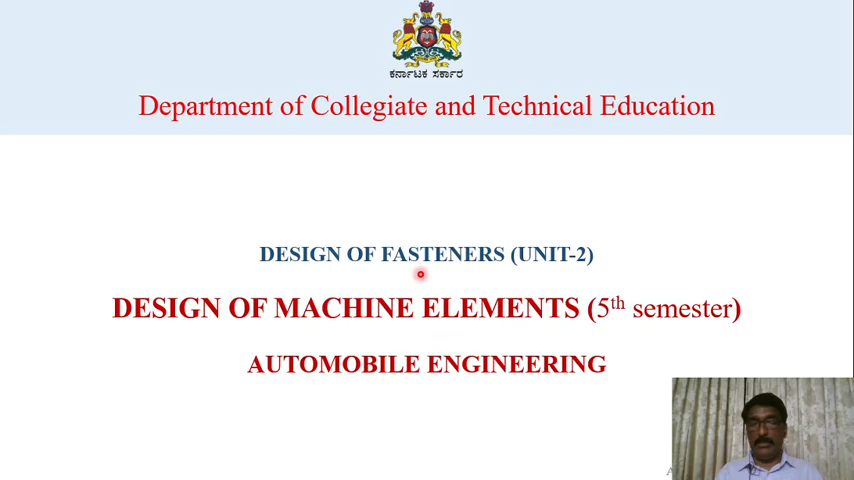 ಕರ್ನಾಟಕ ಸರ್ಕಾರ
Department of Collegiate and Technical Education
DESIGN OF FASTENERS (UNIT-2)
DESIGN OF MACHINE ELEMENTS (5th semester)
AUTOMOBILE ENGINEERING